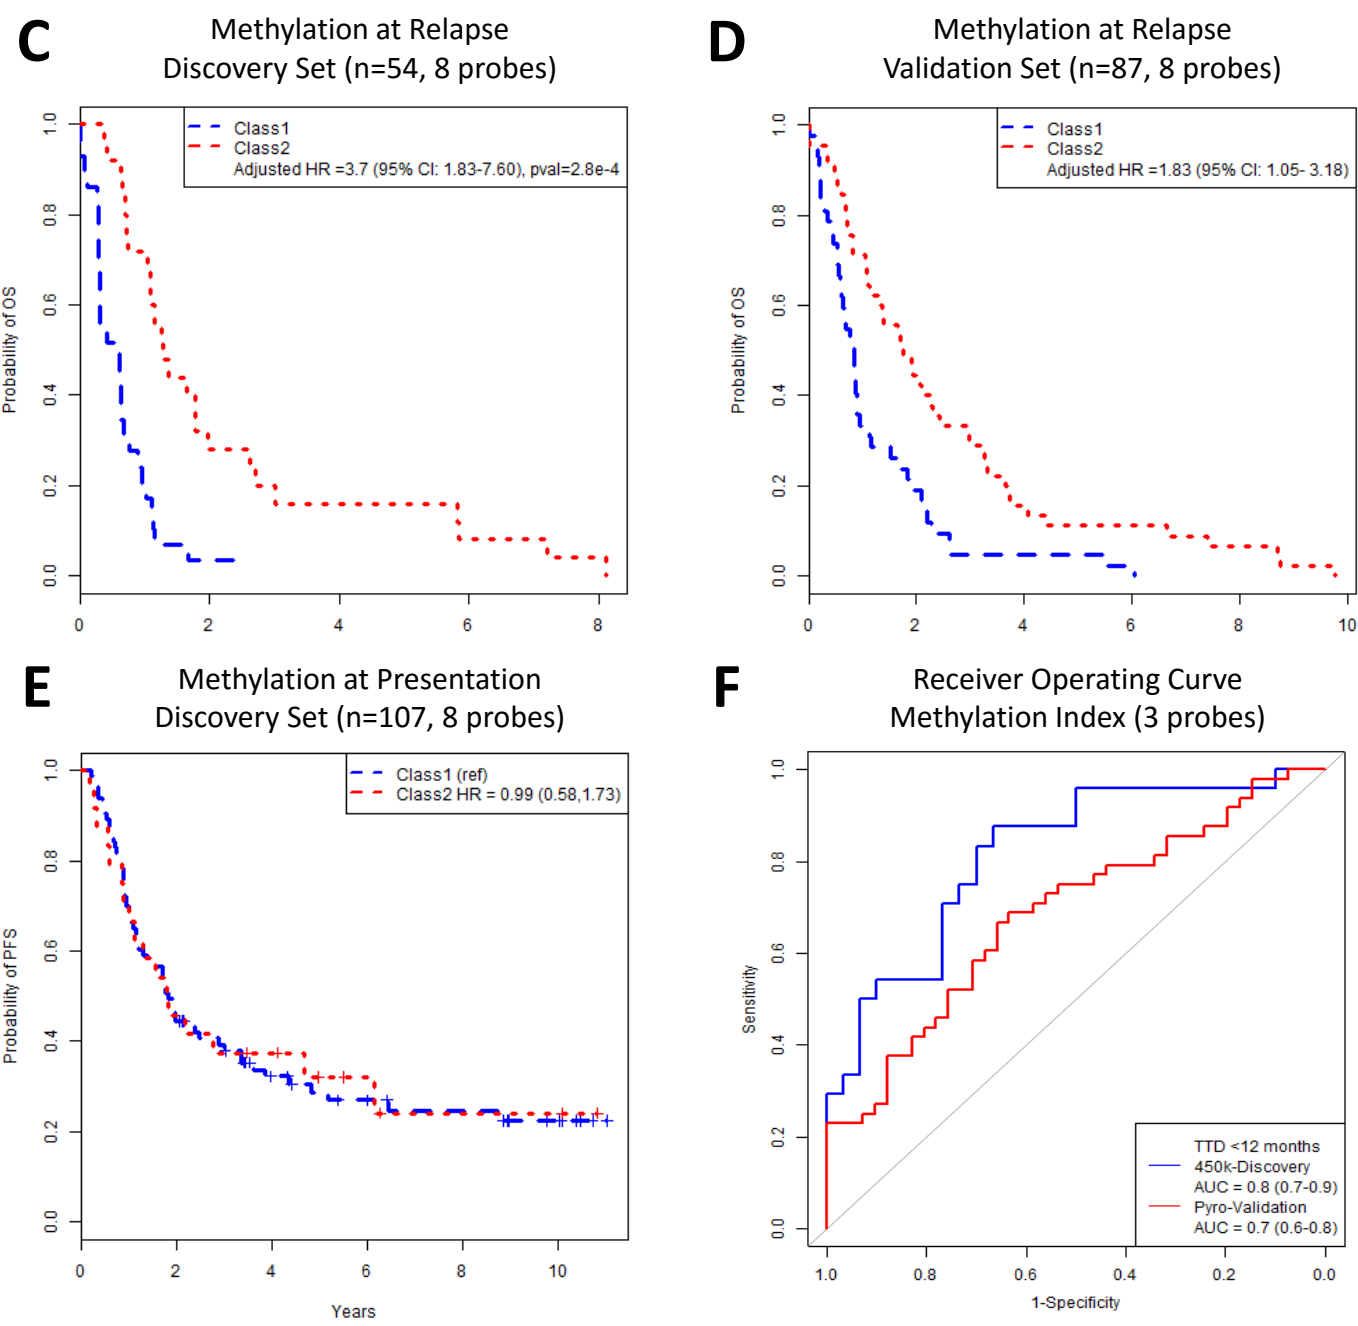 C
Methylation at Relapse
Discovery Set (n=54, 8 probes)
Class1
Class2
Adjusted HR =3.7 (95% CI: 1.83-7.60), pval=2.8e-4
Probability of OS
1.0
0.8
0.6
0.4
0.2
0.0
0 2 4 6 8
D
Methylation at Relapse
Validation Set (n=87, 8 probes)
Class1
Class2
Adjusted HR =1.83 (95% CI: 1.05- 3.18)
Probability of OS
1.0
0.8
0.6
0.4
0.2
0.0
0 2 4 6 8 10
E
Methylation at Presentation
Discovery Set (n=107, 8 probes)
Class1 (ref)
Class2 HR = 0.99 (0.58,1.73)
Probability of PFS
1.0
0.8
0.6
0.4
0.2
0.0
0 2 4 6 8 10
Years
F
Receiver Operating Curve
Methylation Index (3 probes)
Sensitivity
1.0
0.8
0.6
0.4
0.2
0.0
TTD <12 months
450k-Discovery
AUC = 0.8 (0.7-0.9)
Pyro-Validation
AUC = 0.7 (0.6-0.8)
1.0 0.8 0.6 0.4 0.2 0.0
1-Specificity